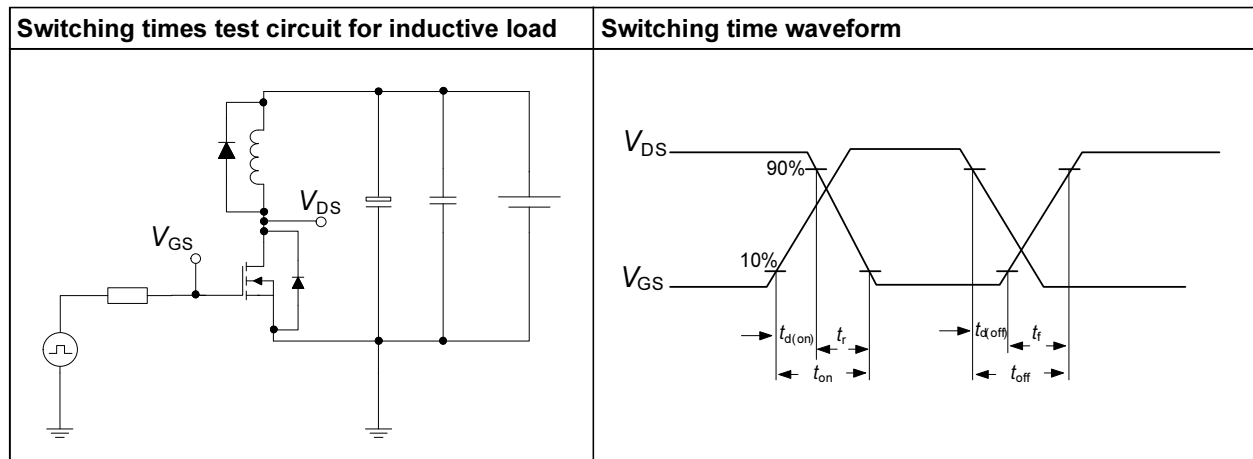 Switching times test circuit for inductive load
Switching time waveform
VDS
VGS
VDS
90%
10%
VGS
td(on)
tr
td(off)
tf
ton
toff